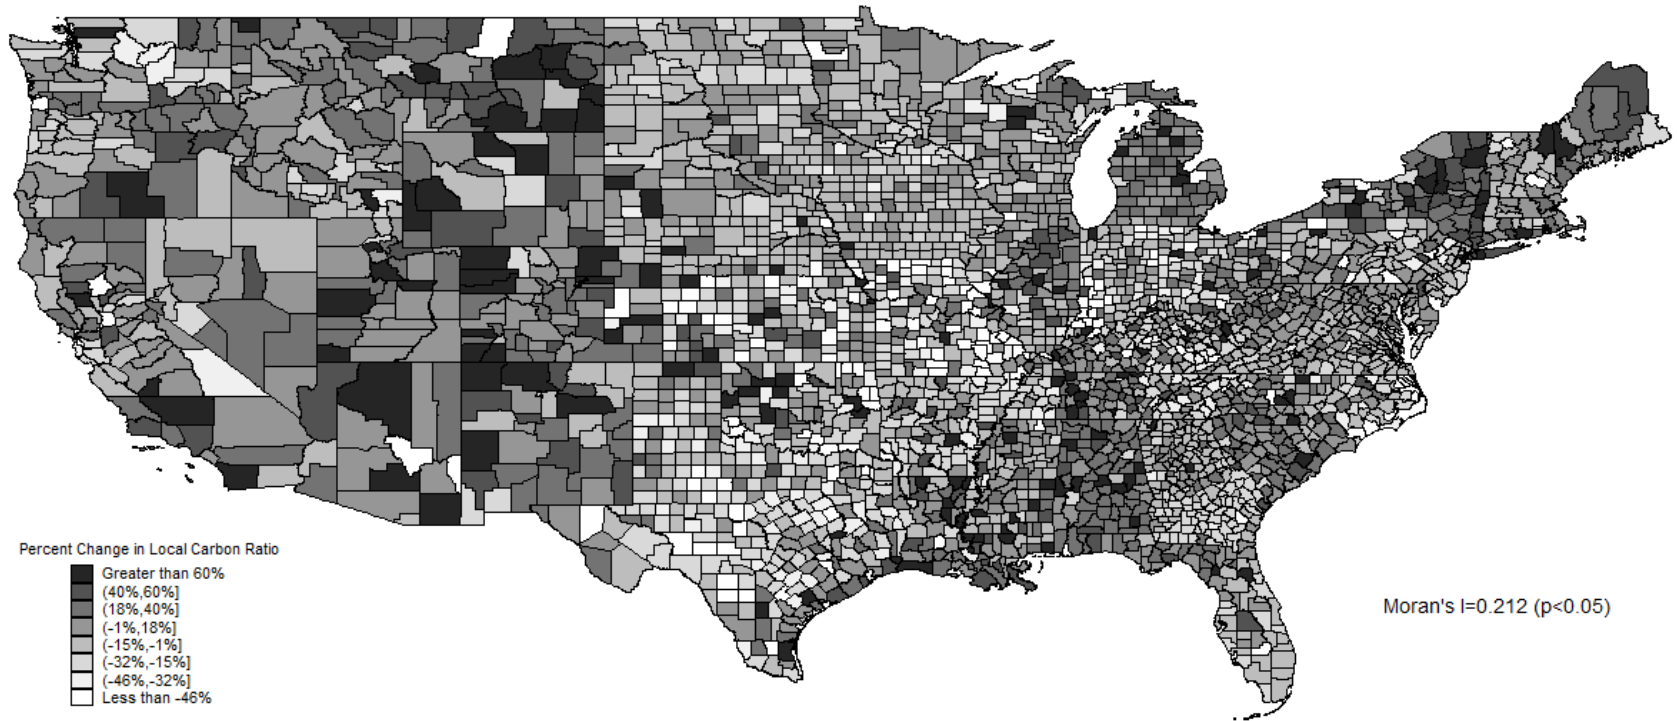 Percent Change in Local Carbon Ratio
Greater than 60%
(40%,60%]
(18%,40%]
(-1%,18%]
(-15%,-1%]
(-32%,-15%]
(-46%,-32%]
Less than -46%
Moran's I=0.212 (p<0.05)